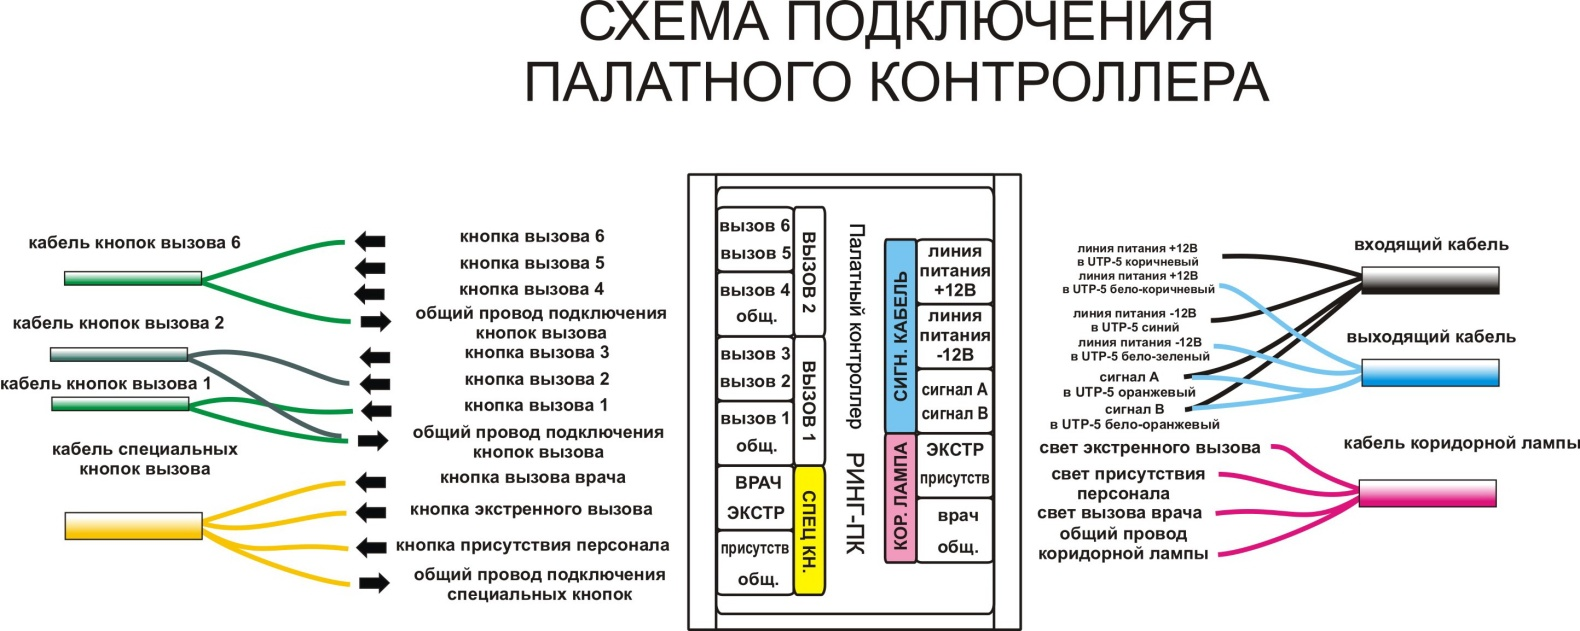 СХЕМА ПОДКЛЮЧЕНИЯ
ПАЛАТНОГО КОНТРОЛЛЕРА
кабель кнопок вызова 6
кабель кнопок вызова 2
кабель кнопок вызова 1
кабель специальных
кнопок вызова
кнопка вызова 6
кнопка вызова 5
кнопка вызова 4
общий провод подключения
кнопок вызова
кнопка вызова 3
кнопка вызова 2
кнопка вызова 1
общий провод подключения
кнопок вызова
кнопка вызова врача
кнопка экстренного вызова
кнопка присутствия персонала
общий провод подключения
специальных кнопок
вызов 6
вызов 5
вызов 4
общ.
ВЫЗОВ 2
вызов 3
вызов 2
вызов 1
общ.
ВЫЗОВ 1
ВРАЧ
ЭКСТР
присутств
общ.
СПЕЦ КН.
Палатный контроллер
РИНГ-ПК
СИГН. КАБЕЛЬ
линия
питания
+12В
линия
питания
-12В
сигнал А
сигнал В
КОР. ЛАМПА
ЭКСТР
присутств
врач
общ.
линия питания +12В
в UTP-5 коричневый
линия питания +12В
в UTP-5 бело-коричневый
линия питания -12В
в UTP-5 синий
линия питания -12В
в UTP-5 бело-зеленый
сигнал А
в UTP-5 оранжевый
сигнал В
в UTP-5 бело-оранжевый
свет экстренного вызова
свет присутствия
персонала
свет вызова врача
общий провод
коридорной лампы
входящий кабель
выходящий кабель
кабель коридорной лампы